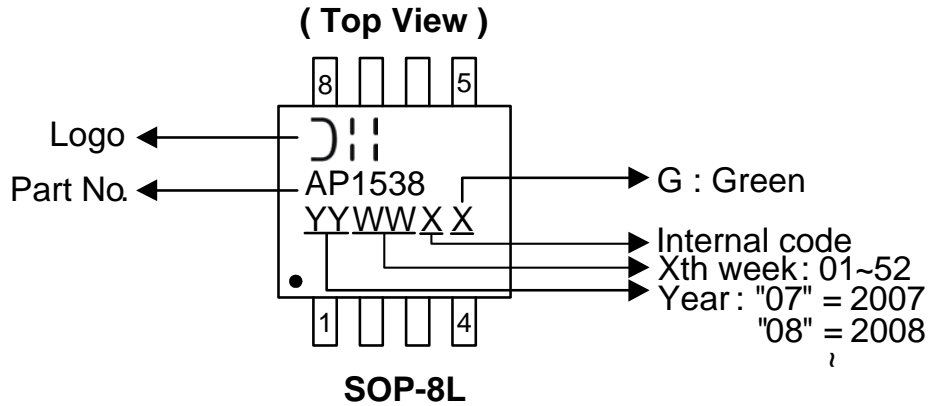 ( Top View )
8 5
Logo
Part No.
AP1538
YYWWX X
G : Green
Internal code
Xth week : 01~52
Year : "07" = 2007
"08" = 2008
~
1 4
SOP-8L